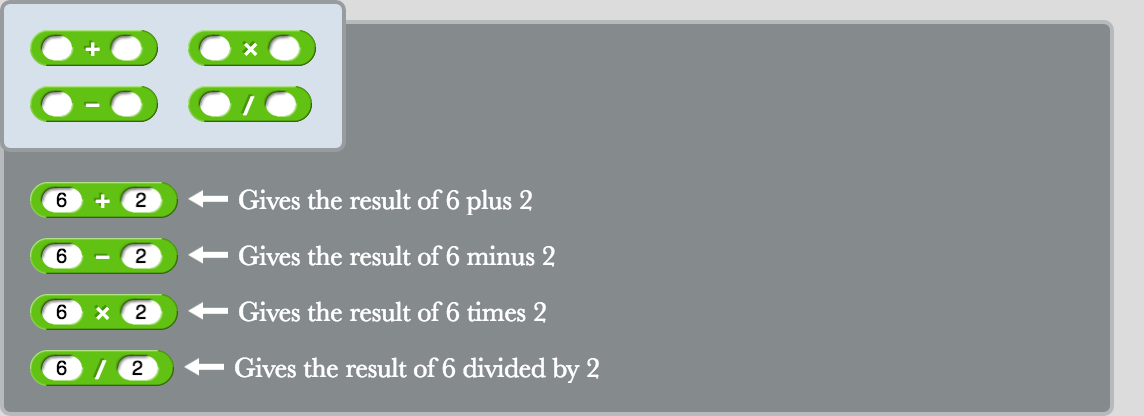 + ×
− /
6 + 2 Gives the result of 6 plus 2
6 − 2 Gives the result of 6 minus 2
6 × 2 Gives the result of 6 times 2
6 / 2 Gives the result of 6 divided by 2